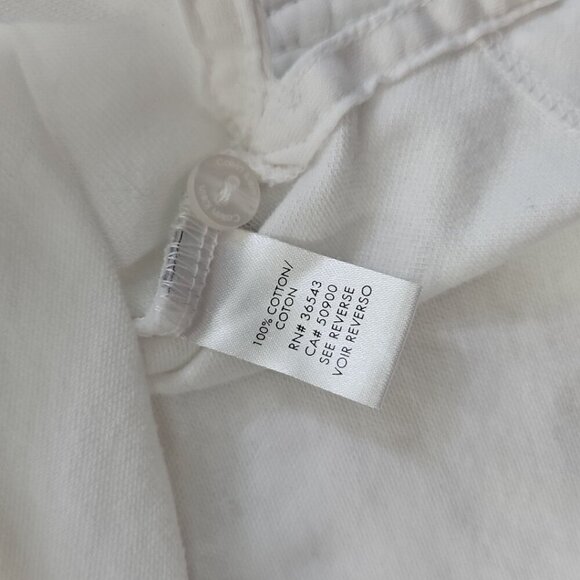 100% COTTON/
COTON
RN# 36543
CA# 50900
SEE REVERSE
VOIR REVERSO